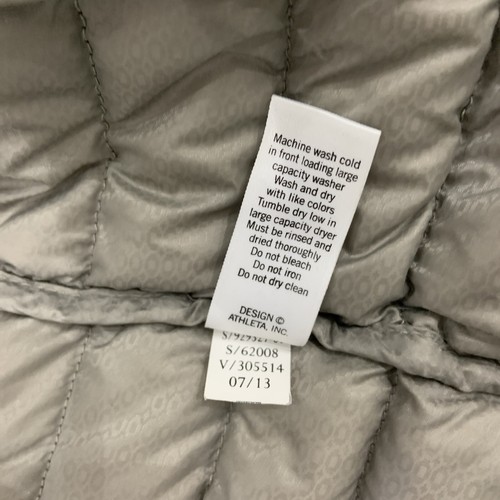 Machine wash cold
in front loading large
capacity washer
Wash and dry
with like colors
Tumble dry low in
large capacity dryer
Must be rinsed and
dried thoroughly
Do not bleach
Do not iron
Do not dry clean
DESIGN ©
ATHLETA, INC.
S/62008
V/305514
07/13